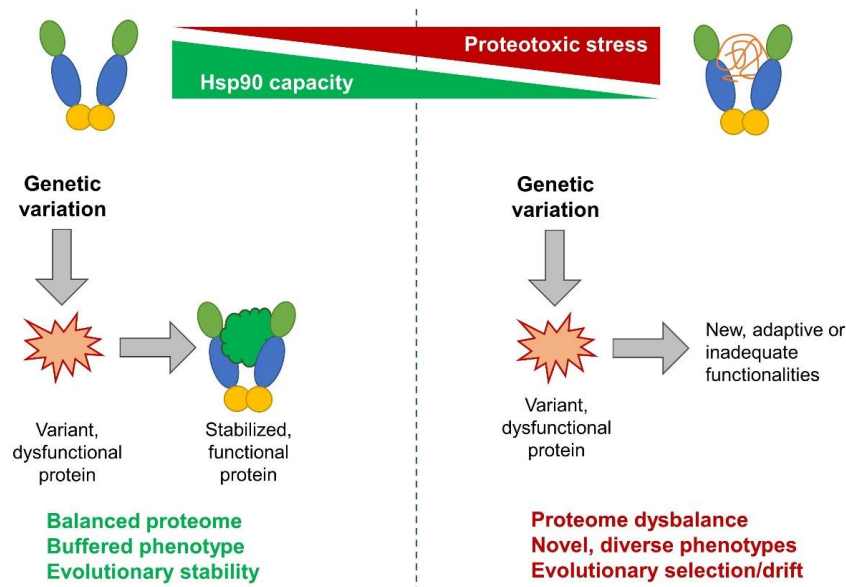 Proteotoxic stress
Hsp90 capacity
Genetic
variation
Variant,
dysfunctional
protein
Stabilized,
functional
protein
Balanced proteome
Buffered phenotype
Evolutionary stability
Genetic
variation
New, adaptive or
inadequate
functionalities
Variant,
dysfunctional
protein
Proteome dysbalance
Novel, diverse phenotypes
Evolutionary selection/drift